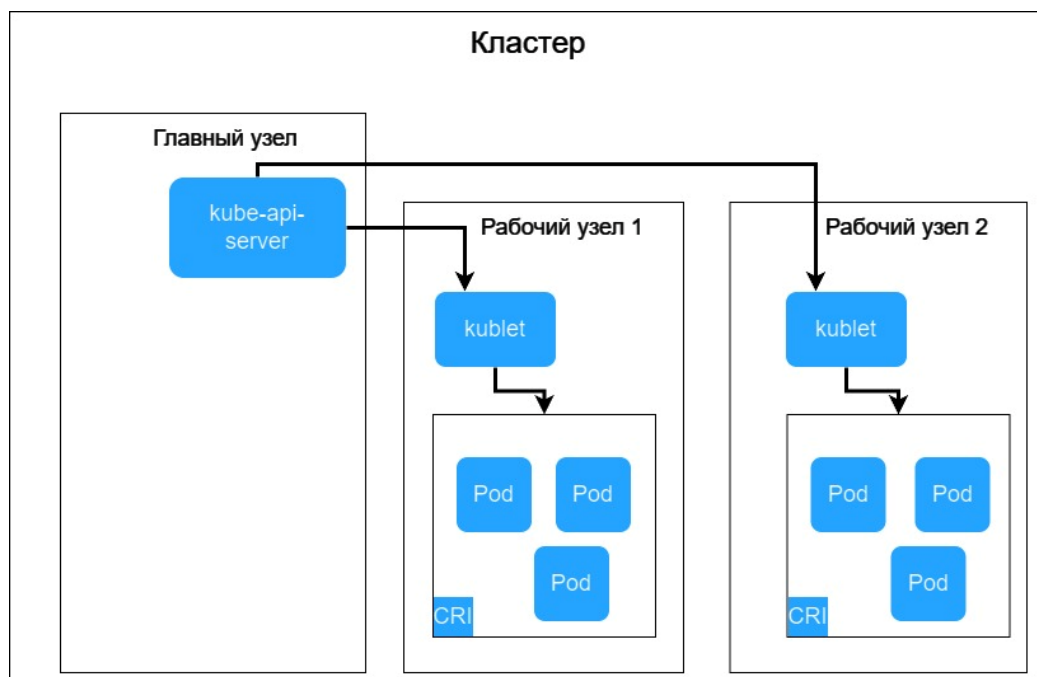 Кластер
Главный узел
kube-api-
server
Рабочий узел 1
Рабочий узел 2
kublet
kublet
Pod
Pod
Pod
CRI
Pod
Pod
Pod
CRI